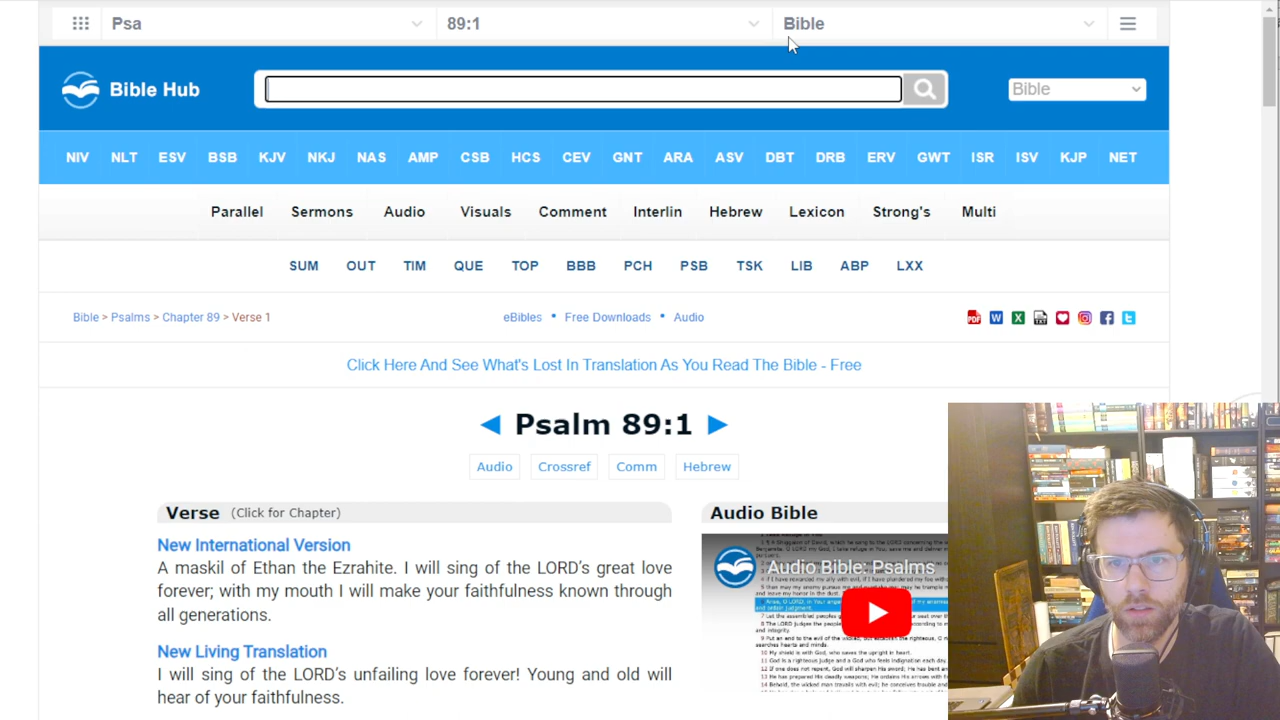 Psa 89:1 Bible
Bible Hub Bible
NIV NLT ESV BSB KJV NKJ NAS AMP CSB HCS CEV GNT ARA ASV DBT DRB ERV GWT ISR ISV KJP NET
Parallel Sermons Audio Visuals Comment Interlin Hebrew Lexicon Strong's Multi
SUM OUT TIM QUE TOP BBB PCH PSB TSK LIB ABP LXX
Bible > Psalms > Chapter 89 > Verse 1 eBibles • Free Downloads • Audio
Click Here And See What's Lost In Translation As You Read The Bible - Free
◄ Psalm 89:1 ►
Audio Crossref Comm Hebrew
Verse (Click for Chapter)
New International Version
A maskil of Ethan the Ezrahite. I will sing of the LORD’s great love
forever; with my mouth I will make your faithfulness known through
all generations.
New Living Translation
I will sing of the LORD’s unfailing love forever! Young and old will
hear of your faithfulness.
Audio Bible
Audio Bible: Psalms